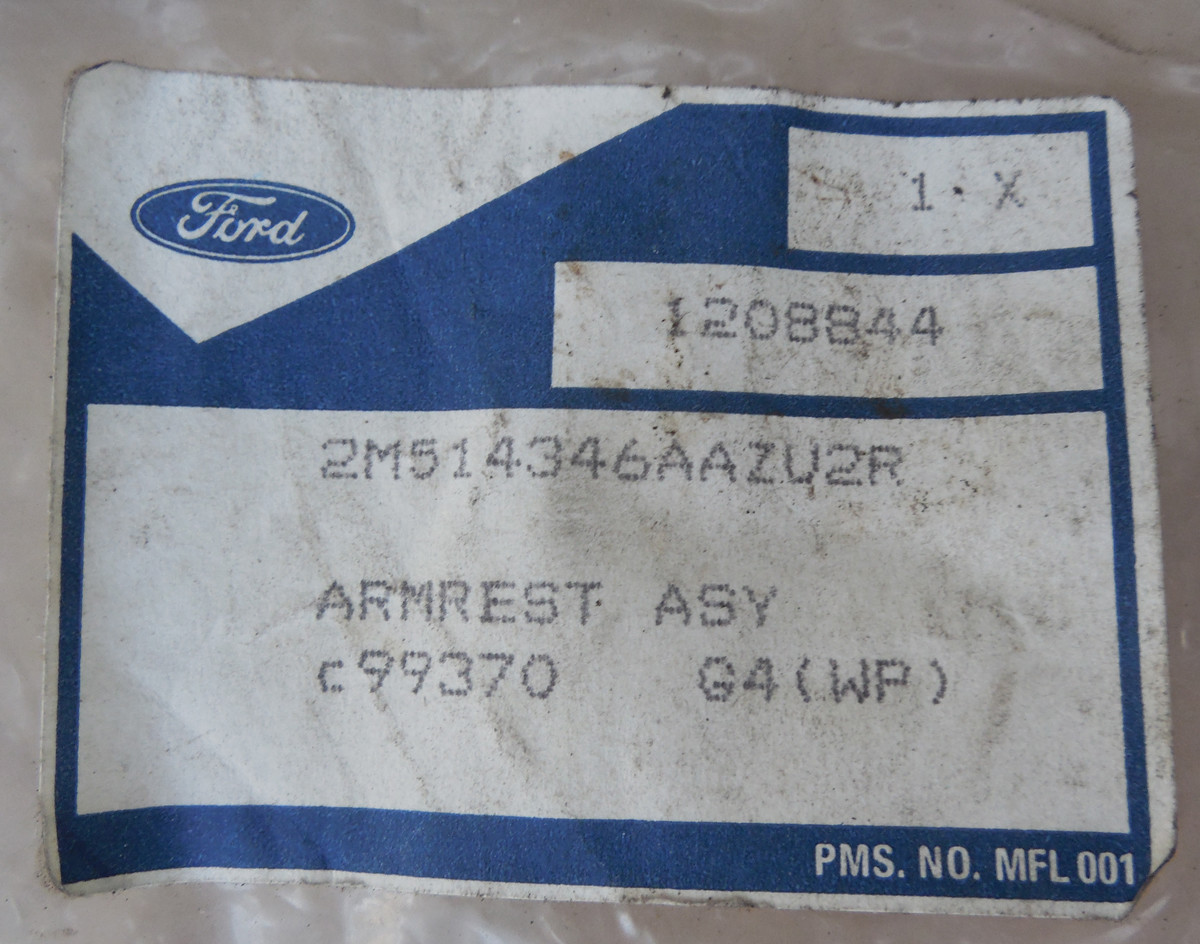 Ford
1 X
1208844
2M514346AAZU2R
ARMREST ASY
c99370 G4(WP)
PMS. NO. MFL 001